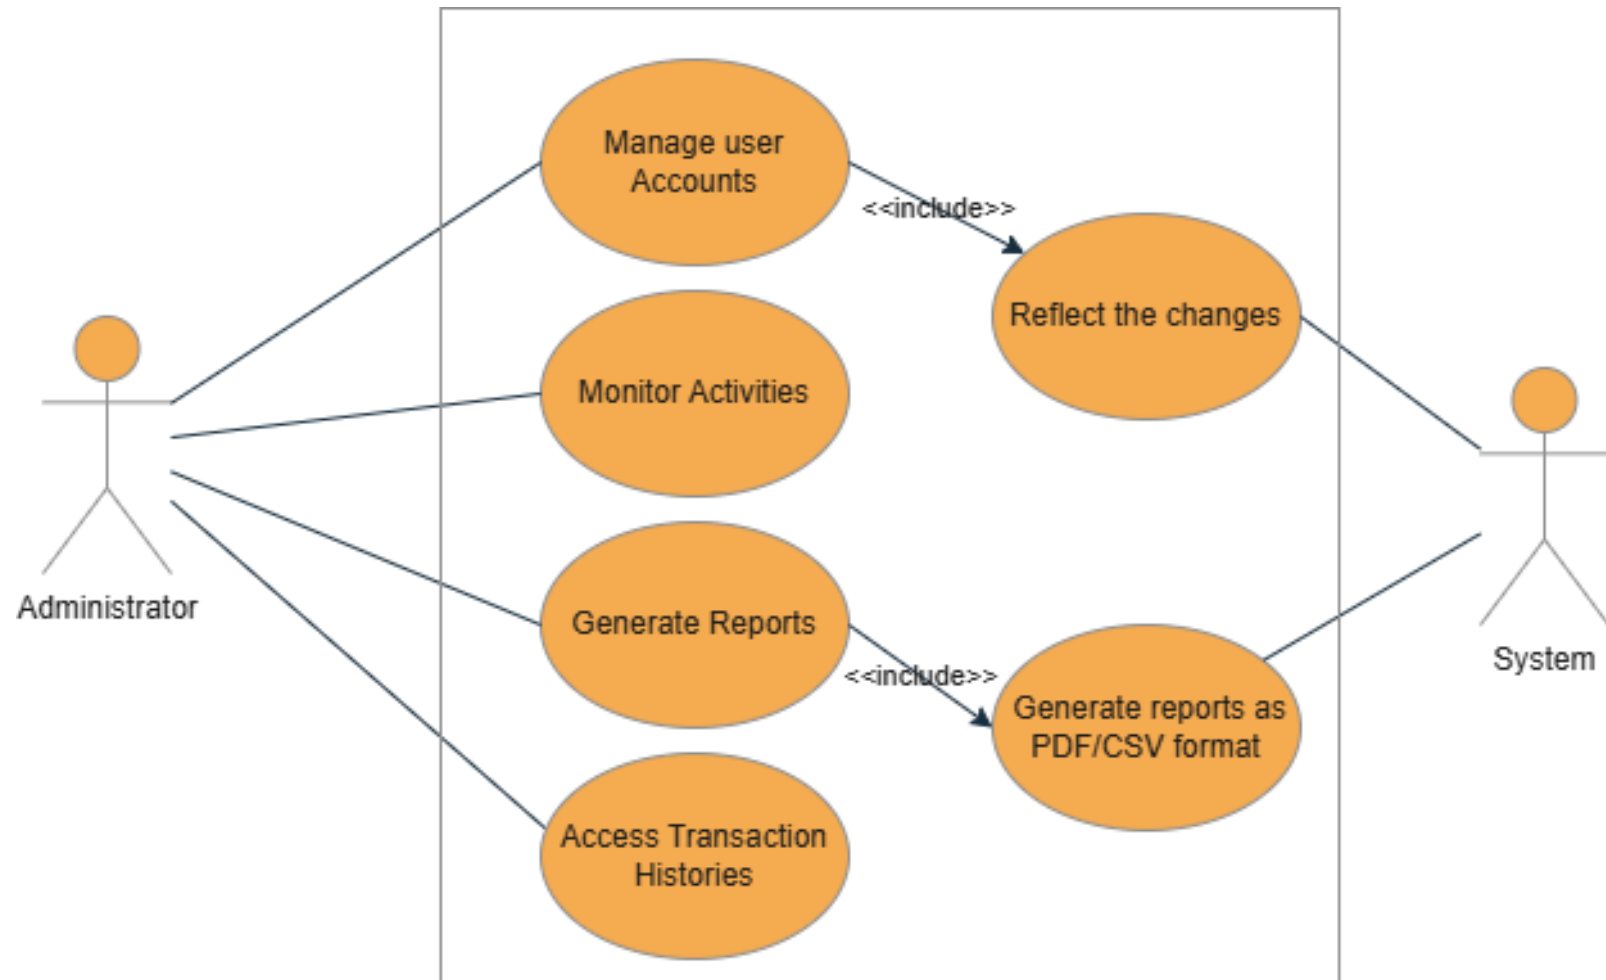 Manage user
Accounts
<<include>>
Reflect the changes
Monitor Activities
Administrator
Generate Reports
<<include>>
System
Generate reports as
PDF/CSV format
Access Transaction
Histories